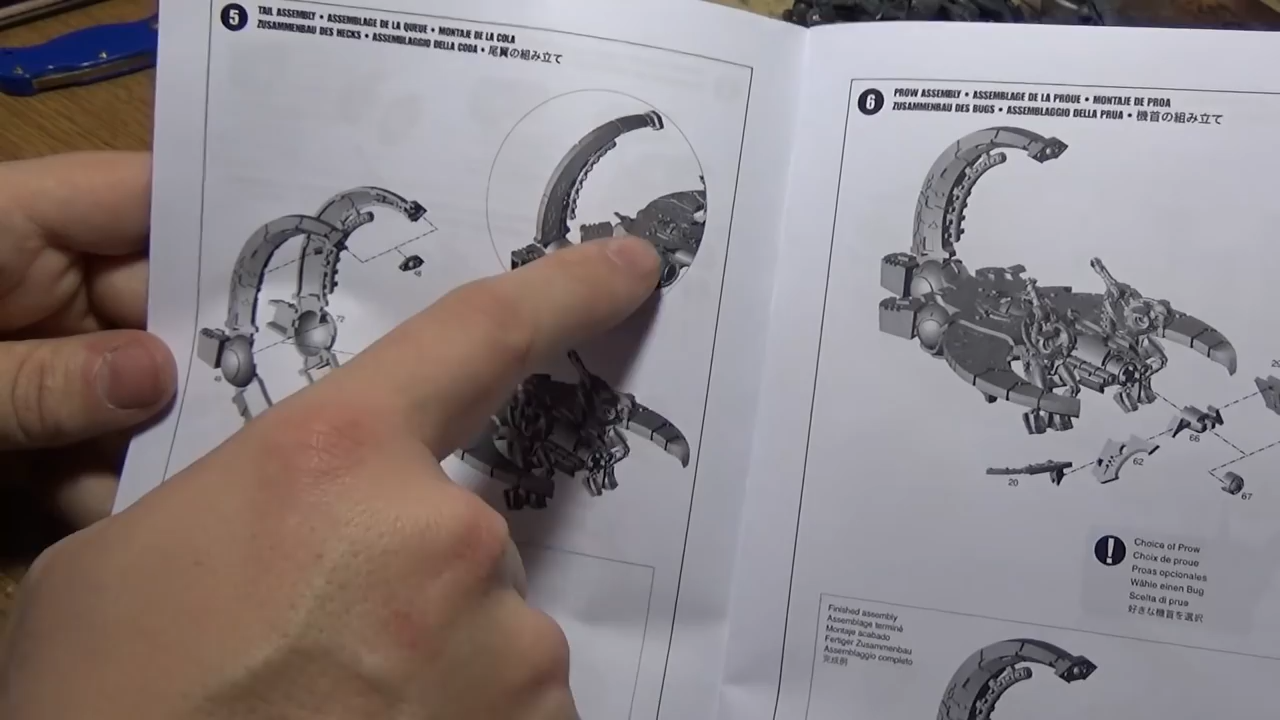 5
TAIL ASSEMBLY • ASSEMBLAGE DE LA QUEUE • MONTAJE DE LA COLA
ZUSAMMENBAU DES HECKS • ASSEMBLAGGIO DELLA CODA • 尾翼の組み立て
72
6
PROW ASSEMBLY • ASSEMBLAGE DE LA PROUE • MONTAJE DE PROA
ZUSAMMENBAU DES BUGS • ASSEMBLAGGIO DELLA PRUA • 機首の組み立て
66
62
20
67
!
Choice of Prow
Choix de proue
Proas opcionales
Wähle einen Bug
Scelta di prua
好きな機首を選択
Finished assembly
Assemblage terminé
Montaje acabado
Fertiger Zusammenbau
Assemblaggio completo
完成例